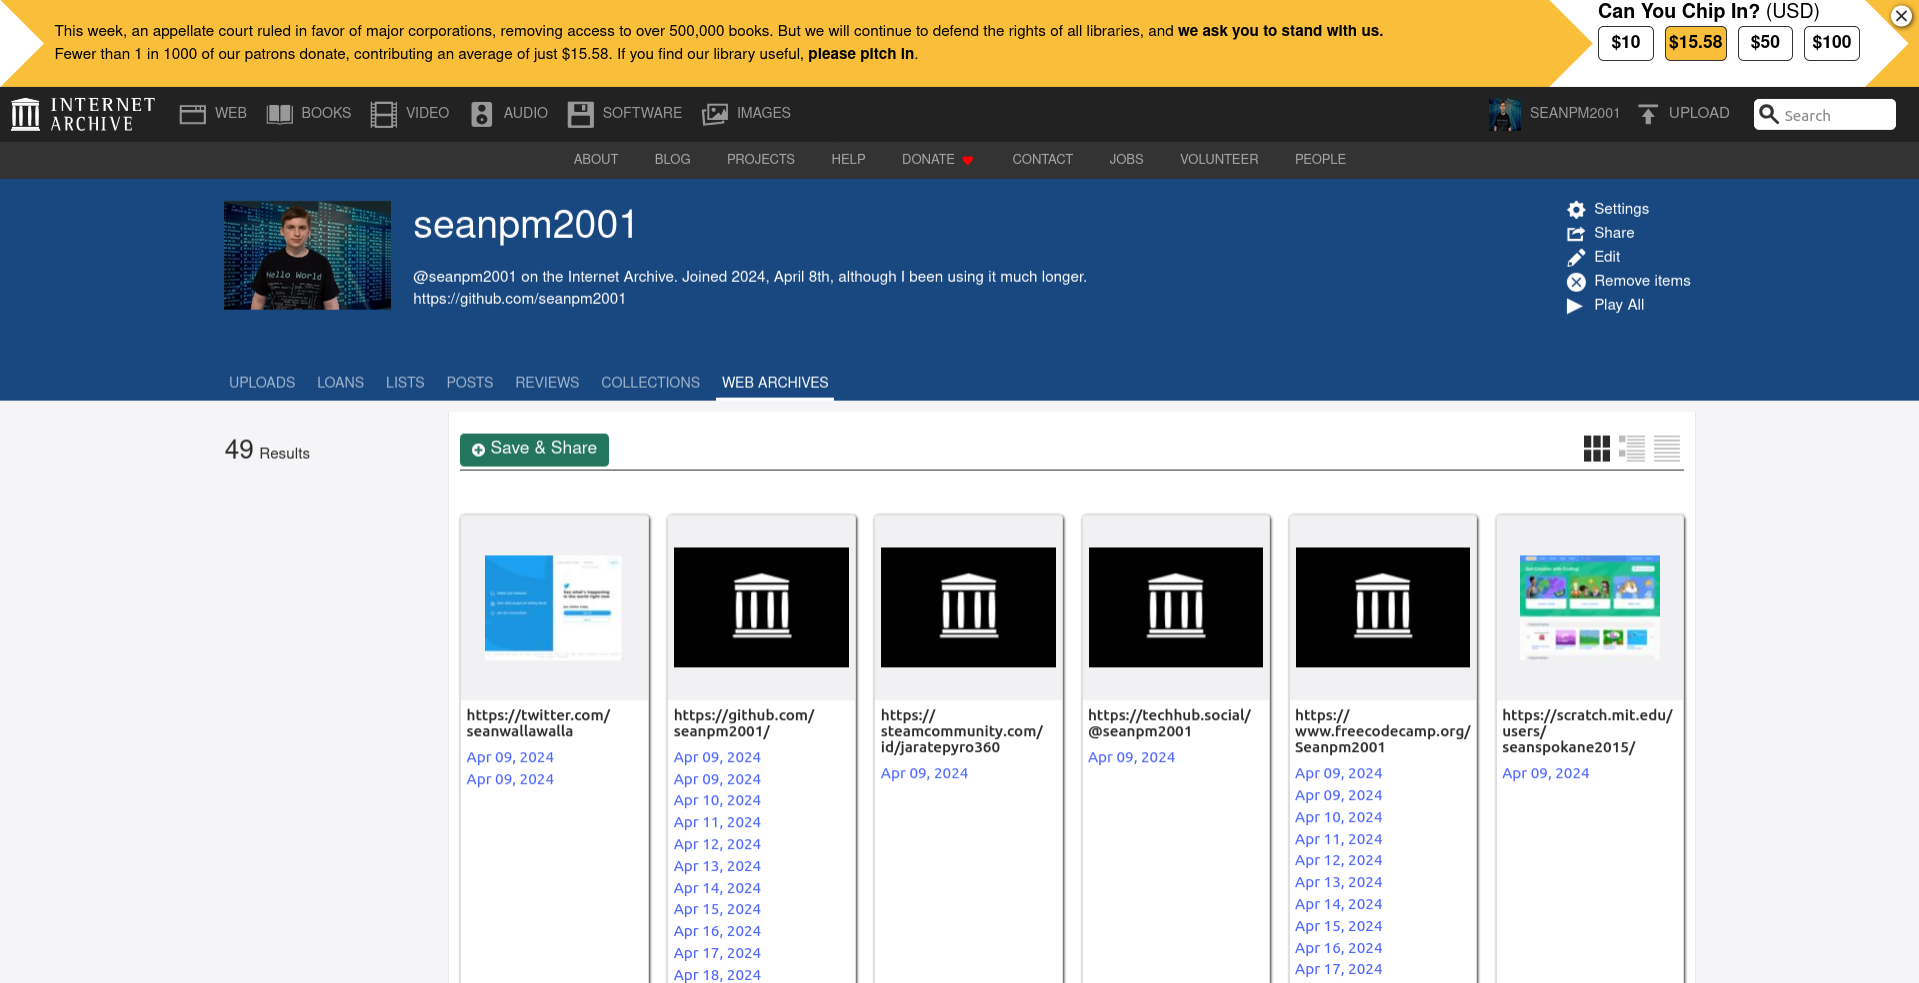 This week, an appellate court ruled in favor of major corporations, removing access to over 500,000 books. But we will continue to defend the rights of all libraries, and we ask you to stand with us.
Fewer than 1 in 1000 of our patrons donate, contributing an average of just $15.58. If you find our library useful, please pitch in.
Can You Chip In? (USD)
$10 $15.58 $50 $100
INTERNET
ARCHIVE
WEB BOOKS VIDEO AUDIO SOFTWARE IMAGES SEANPM2001 UPLOAD Search
ABOUT BLOG PROJECTS HELP DONATE CONTACT JOBS VOLUNTEER PEOPLE
Hello World
seanpm2001
@seanpm2001 on the Internet Archive. Joined 2024, April 8th, although I been using it much longer.
https://github.com/seanpm2001
Settings
Share
Edit
Remove items
Play All
UPLOADS LOANS LISTS POSTS REVIEWS COLLECTIONS WEB ARCHIVES
49 Results
Save & Share
See what's happening
in the world right now
https://twitter.com/
seanwallawalla
Apr 09, 2024
Apr 09, 2024
https://github.com/
seanpm2001/
Apr 09, 2024
Apr 09, 2024
Apr 10, 2024
Apr 11, 2024
Apr 12, 2024
Apr 13, 2024
Apr 14, 2024
Apr 15, 2024
Apr 16, 2024
Apr 17, 2024
Apr 18, 2024
https://
steamcommunity.com/
id/jaratepyro360
Apr 09, 2024
https://techhub.social/
@seanpm2001
Apr 09, 2024
https://
www.freecodecamp.org/
Seanpm2001
Apr 09, 2024
Apr 09, 2024
Apr 10, 2024
Apr 11, 2024
Apr 12, 2024
Apr 13, 2024
Apr 14, 2024
Apr 15, 2024
Apr 16, 2024
Apr 17, 2024
https://scratch.mit.edu/
users/
seanspokane2015/
Apr 09, 2024